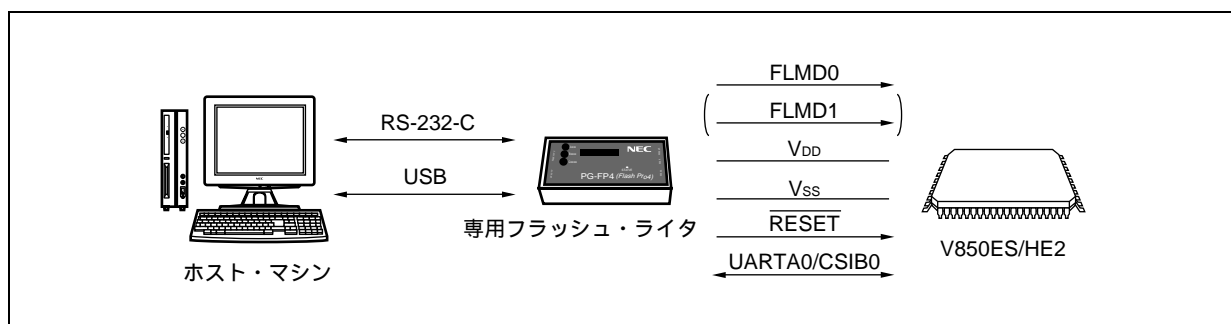 FLMD0
FLMD1
RS-232-C
VDD
NEC
PG-FP4 (Flash Pro4)
USB
VSS
専用フラッシュ・ライタ
RESET
V850ES/HE2
UARTA0/CSIB0
ホスト・マシン